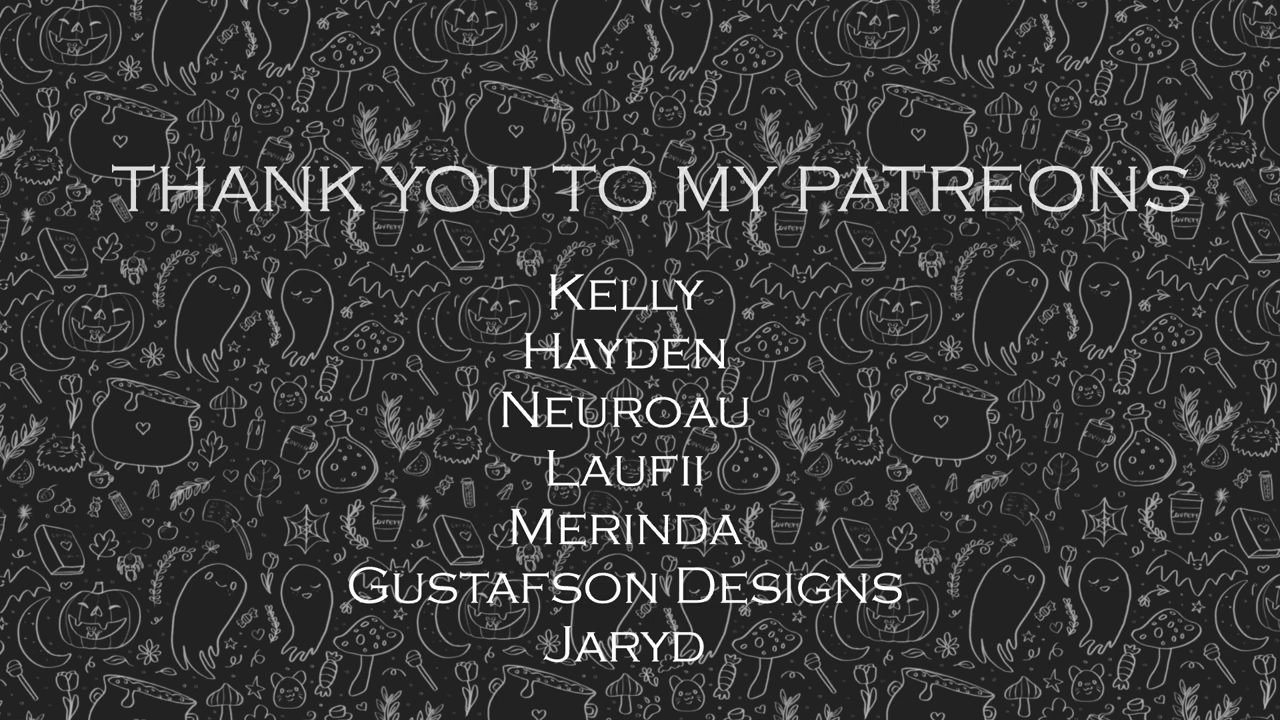 THANK YOU TO MY PATREONS
KELLY
HAYDEN
NEUROAU
LAUFII
MERINDA
GUSTAFSON DESIGNS
JARYD